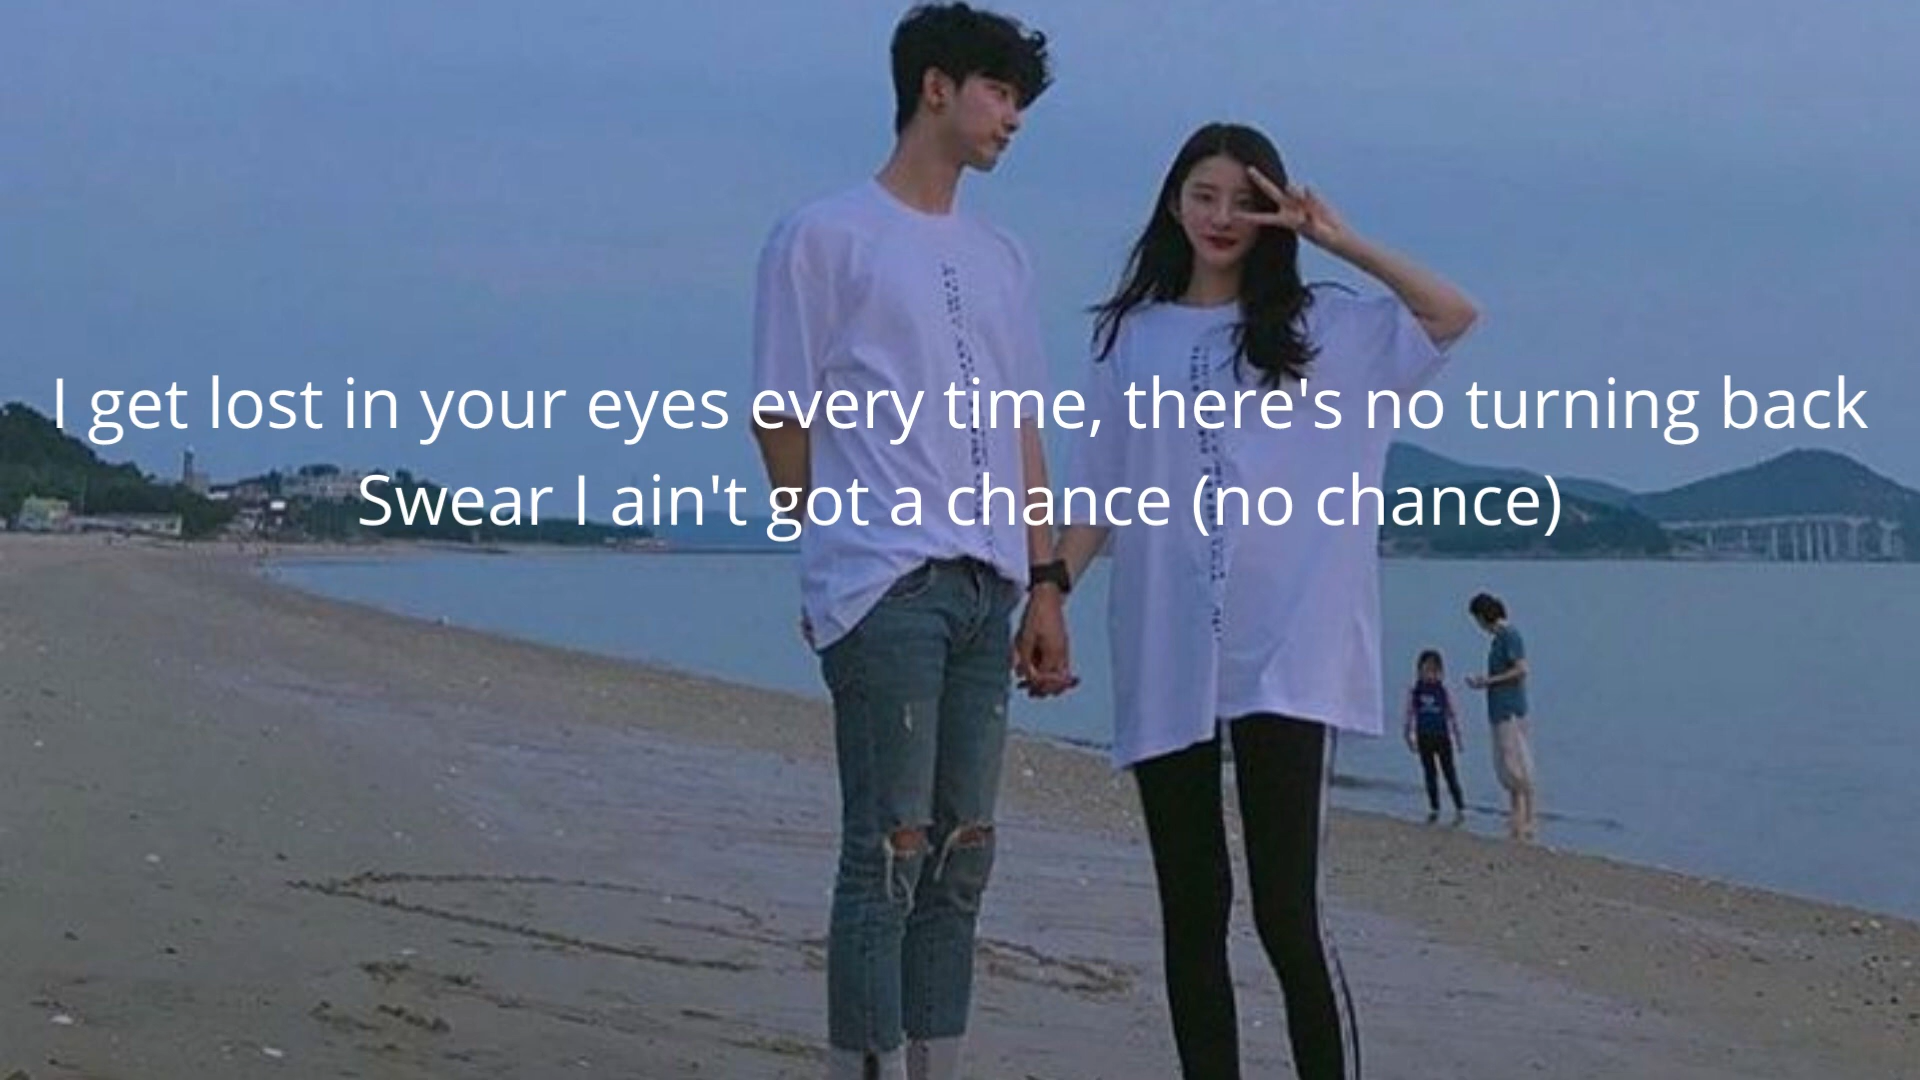 I get lost in your eyes every time, there's no turning back
Swear I ain't got a chance (no chance)